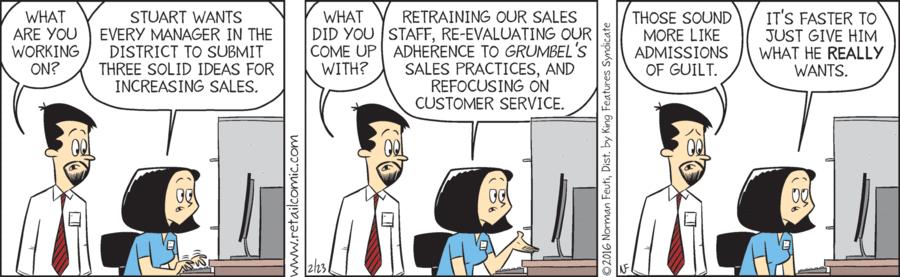 WHAT
ARE YOU
WORKING
ON?
STUART WANTS
EVERY MANAGER IN THE
DISTRICT TO SUBMIT
THREE SOLID IDEAS FOR
INCREASING SALES.
www.retailcomic.com
WHAT
DID YOU
COME UP
WITH?
RETRAINING OUR SALES
STAFF, RE-EVALUATING OUR
ADHERENCE TO GRUMBEL'S
SALES PRACTICES, AND
REFOCUSING ON
CUSTOMER SERVICE.
2/23
©2016 Norman Feuti, Dist. by King Features Syndicate
THOSE SOUND
MORE LIKE
ADMISSIONS
OF GUILT.
IT'S FASTER TO
JUST GIVE HIM
WHAT HE REALLY
WANTS.
NF